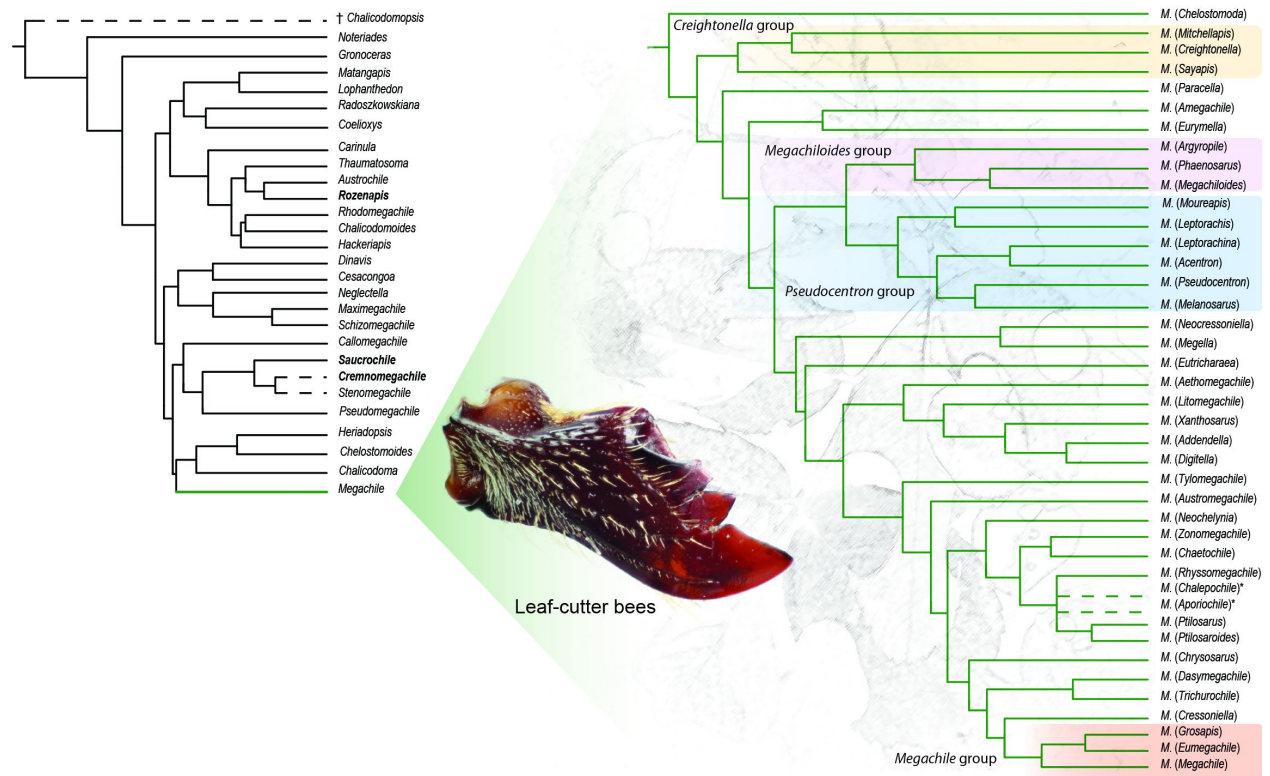 † Chalicodomopsis
Noteriades
Gronoceras
Matangapis
Lophanthedon
Radoszkowskiana
Coelioxys
Carinula
Thaumatosoma
Austrochile
Rozenapis
Rhodomegachile
Chalicodomoides
Hackeriapis
Dinavis
Cesacongoa
Neglectella
Maximegachile
Schizomegachile
Callomegachile
Saucrochile
Cremnomegachile
Stenomegachile
Pseudomegachile
Heriadopsis
Chelostomoides
Chalicodoma
Megachile
Leaf-cutter bees
Creightonella group
Megachiloides group
Pseudocentron group
Megachile group
M. (Chelostomoda)
M. (Mitchellapis)
M. (Creightonella)
M. (Sayapis)
M. (Paracella)
M. (Amegachile)
M. (Eurymella)
M. (Argyropile)
M. (Phaenosarus)
M. (Megachiloides)
M. (Moureapis)
M. (Leptorachis)
M. (Leptorachina)
M. (Acentron)
M. (Pseudocentron)
M. (Melanosarus)
M. (Neocressoniella)
M. (Megella)
M. (Eutricharaea)
M. (Aethomegachile)
M. (Litomegachile)
M. (Xanthosarus)
M. (Addendella)
M. (Digitella)
M. (Tylomegachile)
M. (Austromegachile)
M. (Neochelynia)
M. (Zonomegachile)
M. (Chaetochile)
M. (Rhyssomegachile)
M. (Chalepochile)*
M. (Aporiochile)*
M. (Ptilosarus)
M. (Ptilosaroides)
M. (Chrysosarus)
M. (Dasymegachile)
M. (Trichurochile)
M. (Cressoniella)
M. (Grosapis)
M. (Eumegachile)
M. (Megachile)